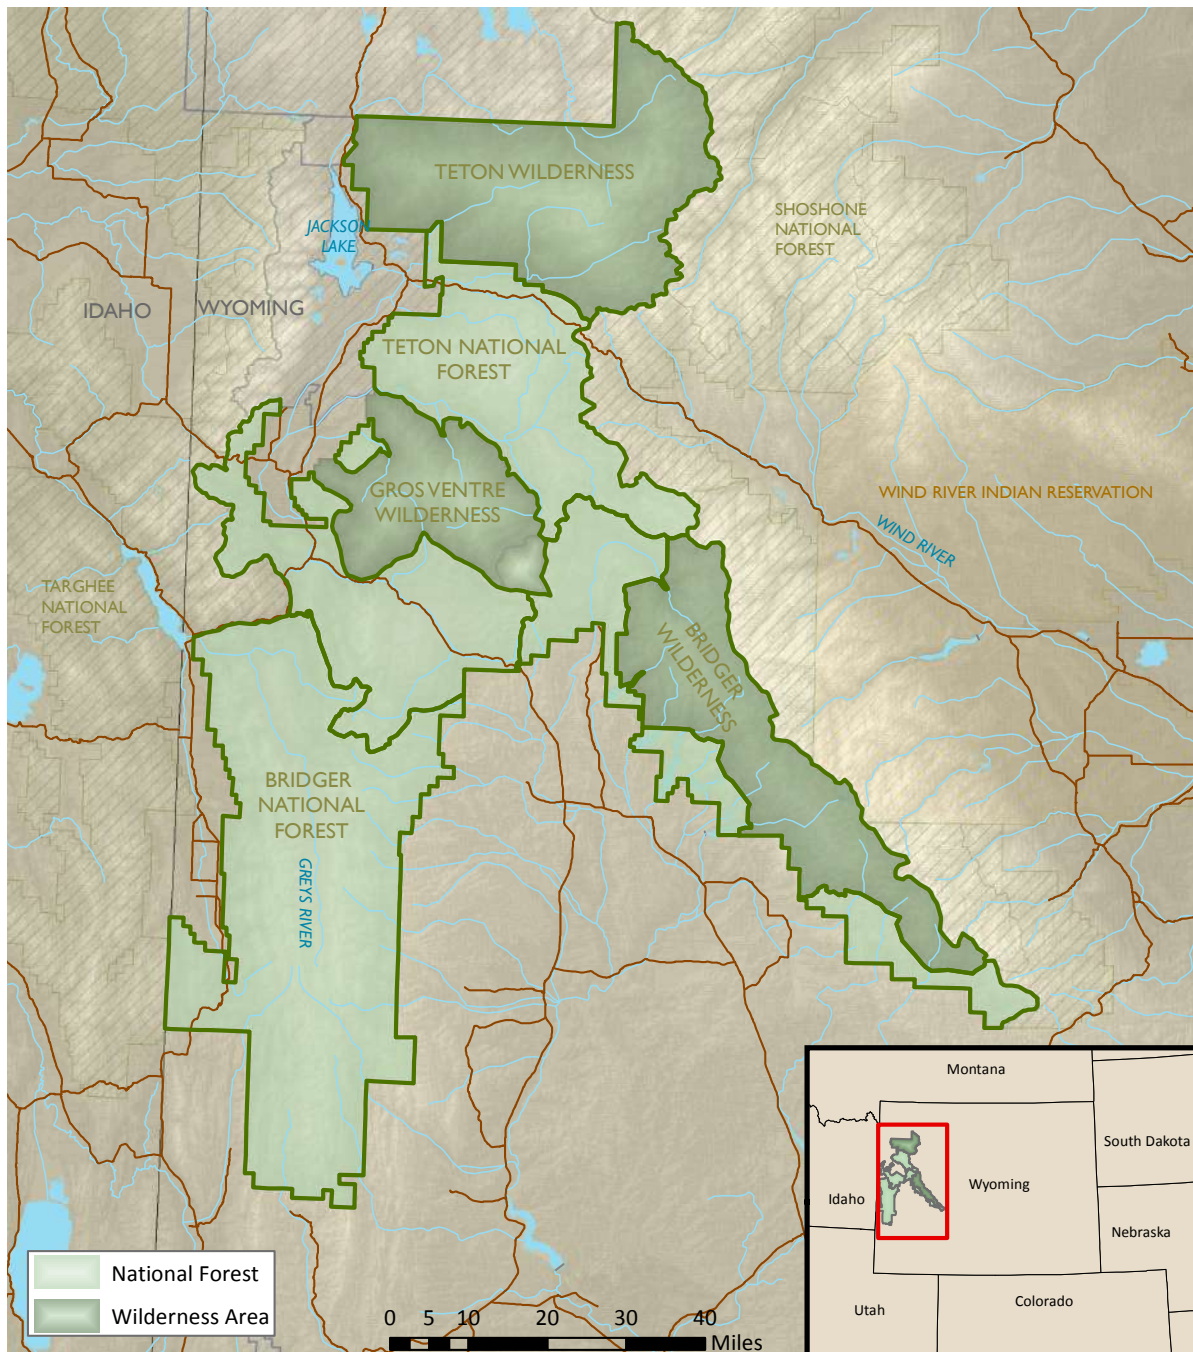 TETON WILDERNESS
SHOSHONE
NATIONAL
FOREST
JACKSON
LAKE
IDAHO
WYOMING
TETON NATIONAL
FOREST
GROS VENTRE
WILDERNESS
WIND RIVER INDIAN RESERVATION
WIND RIVER
TARGHEE
NATIONAL
FOREST
BRIDGER
WILDERNESS
BRIDGER
NATIONAL
FOREST
GREYS RIVER
Montana
South Dakota
Idaho
Wyoming
Nebraska
Utah
Colorado
National Forest
Wilderness Area
0 5 10 20 30 40
Miles